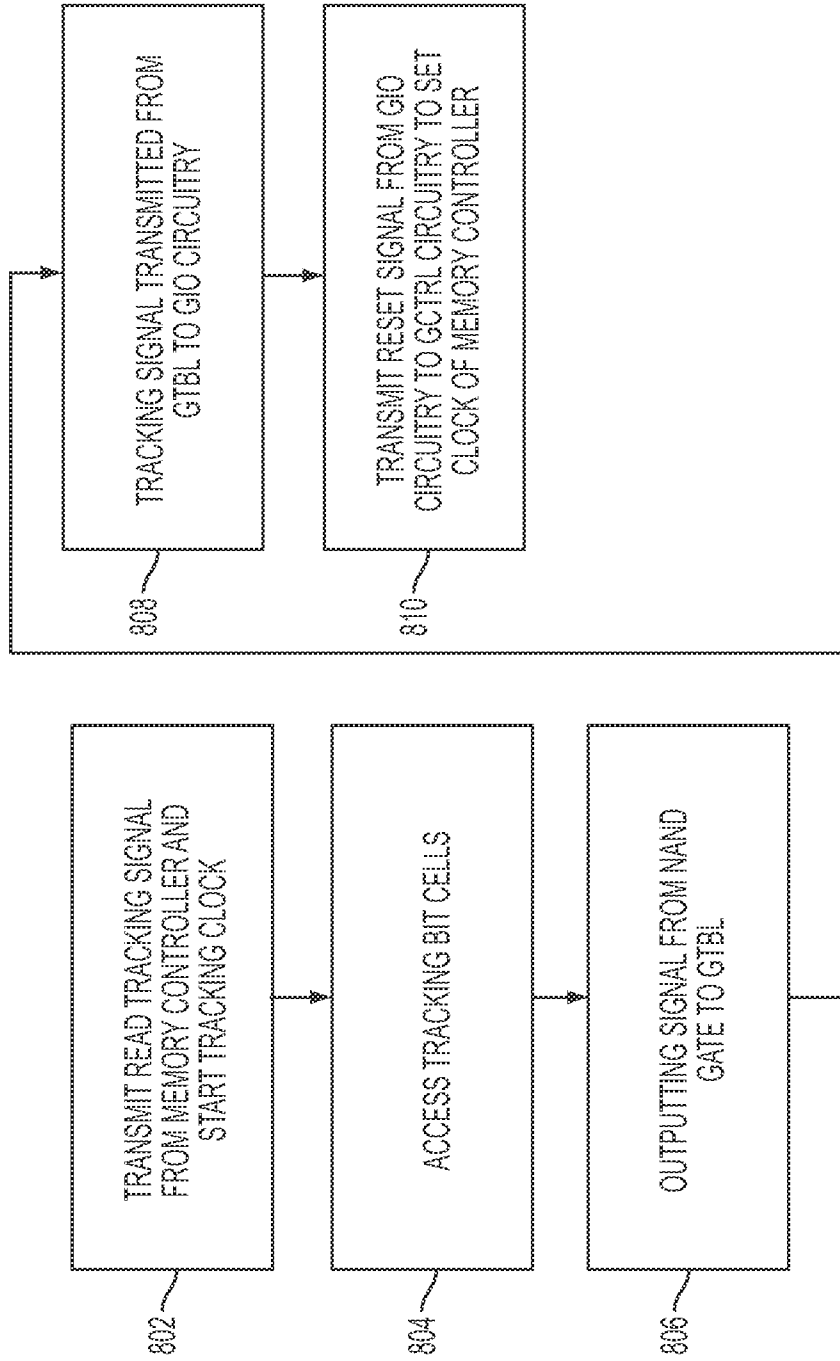 802
TRANSMIT READ TRACKING SIGNAL
FROM MEMORY CONTROLLER AND
START TRACKING CLOCK
804
ACCESS TRACKING BIT CELLS
806
OUTPUTTING SIGNAL FROM NAND
GATE TO GTBL
808
TRACKING SIGNAL TRANSMITTED FROM
GTBL TO GIO CIRCUITRY
810
TRANSMIT RESET SIGNAL FROM GIO
CIRCUITRY TO GCTRL CIRCUITRY TO SET
CLOCK OF MEMORY CONTROLLER